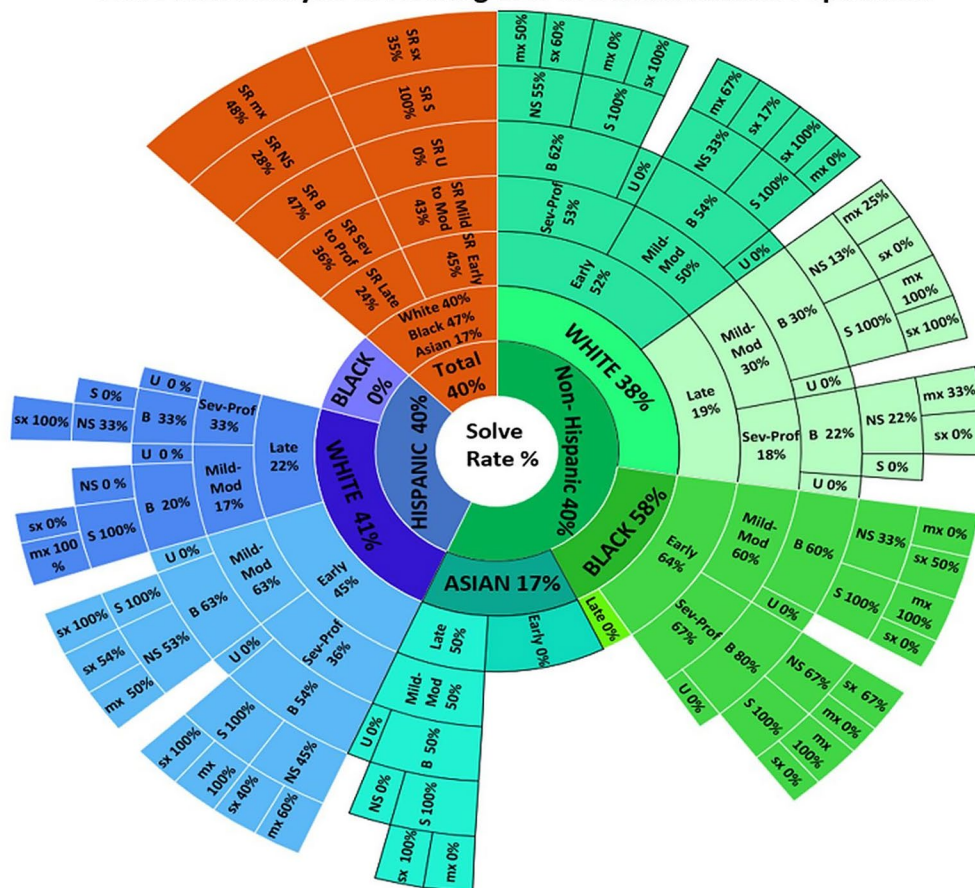 Solve
Rate %
Total
40%
White 40%
Black 47%
Asian 17%
SR Early
45%
SR Late
24%
SR Mild
to Mod
43%
SR Sev
to Prof
36%
SR U
0%
SR B
47%
SR S
100%
SR NS
28%
SR sx
35%
SR mx
48%
Non- Hispanic 40%
WHITE 38%
Early
52%
Sev-Prof
53%
B 62%
U 0%
NS 55%
S 100%
mx 50%
sx 60%
mx 0%
sx 100%
Mild-
Mod
50%
B 54%
U 0%
NS 33%
S 100%
mx 67%
sx 17%
sx 100%
mx 0%
Late
19%
Mild-
Mod
30%
B 30%
U 0%
NS 13%
S 100%
mx 25%
sx 0%
mx
100%
sx 100%
Sev-Prof
18%
B 22%
U 0%
NS 22%
S 0%
mx 33%
sx 0%
BLACK 58%
Early
64%
Mild-
Mod
60%
B 60%
U 0%
NS 33%
S 100%
mx 0%
sx 50%
mx
100%
sx 0%
Sev-Prof
67%
B 80%
U 0%
NS 67%
S 100%
sx 67%
mx 0%
mx
100%
sx 0%
Late 0%
ASIAN 17%
Early 0%
Late
50%
Mild-
Mod
50%
U 0%
B 50%
NS 0%
S 100%
sx 100%
mx 0%
HISPANIC 40%
WHITE 41%
Early
45%
Sev-Prof
36%
B 54%
U 0%
NS 45%
S 100%
mx 60%
sx 40%
mx
100%
sx 100%
Mild-
Mod
63%
B 63%
U 0%
NS 53%
S 100%
mx 50%
sx 54%
sx 100%
Late
22%
Mild-
Mod
17%
B 20%
U 0 %
NS 0 %
S 100%
sx 0%
mx 100
%
Sev-Prof
33%
B 33%
U 0 %
S 0%
NS 33%
sx 100%
BLACK
0%